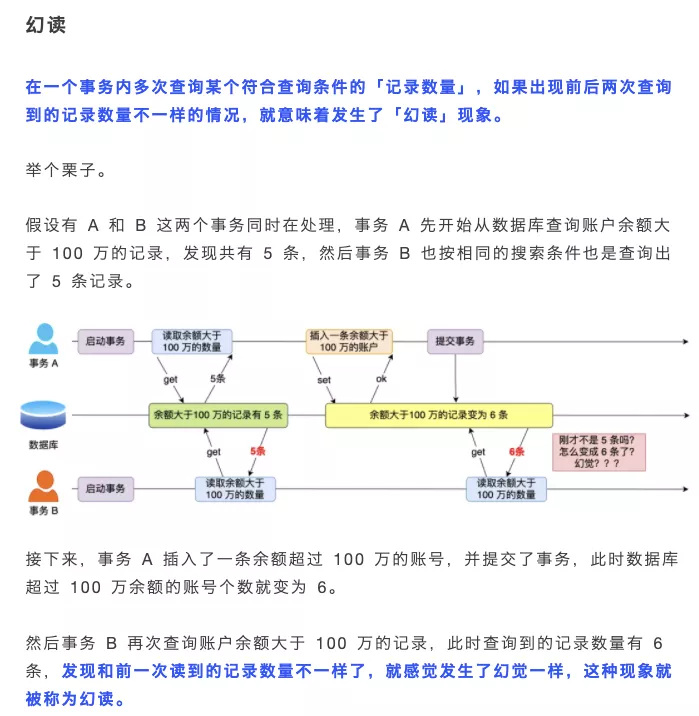 幻读
在一个事务内多次查询某个符合查询条件的「记录数量」，如果出现前后两次查询
到的记录数量不一样的情况，就意味着发生了「幻读」现象。
举个栗子。
假设有 A 和 B 这两个事务同时在处理，事务 A 先开始从数据库查询账户余额大
于 100 万的记录，发现共有 5 条，然后事务 B 也按相同的搜索条件也是查询出
了 5 条记录。
事务 A
启动事务
读取余额大于
100 万的数量
插入一条余额大于
100 万的账户
提交事务
get
5条
set
ok
数据库
余额大于100 万的记录有 5 条
余额大于100 万的记录变为 6 条
get
5条
get
6条
刚才不是 5 条吗?
怎么变成 6 条了?
幻觉? ? ?
事务 B
启动事务
读取余额大于
100 万的数量
读取余额大于
100 万的数量
接下来，事务 A 插入了一条余额超过 100 万的账号，并提交了事务，此时数据库
超过 100 万余额的账号个数就变为 6。
然后事务 B 再次查询账户余额大于 100 万的记录，此时查询到的记录数量有 6
条，发现和前一次读到的记录数量不一样了，就感觉发生了幻觉一样，这种现象就
被称为幻读。